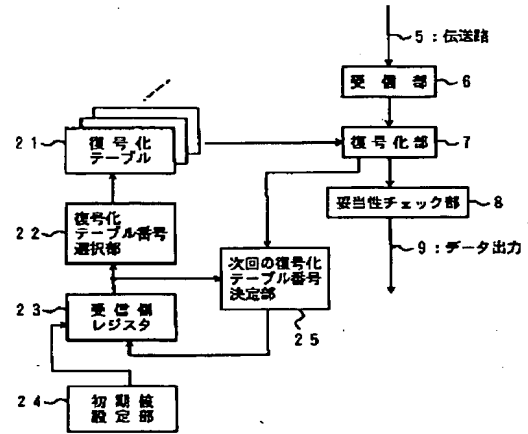 5:伝送路
受信部
6
21
復号化
テーブル
復号化部
7
妥当性チェック部
8
22
復号化
テーブル番号
選択部
9:データ出力
次回の復号化
テーブル番号
決定部
23
受信側
レジスタ
25
24
初期値
設定部